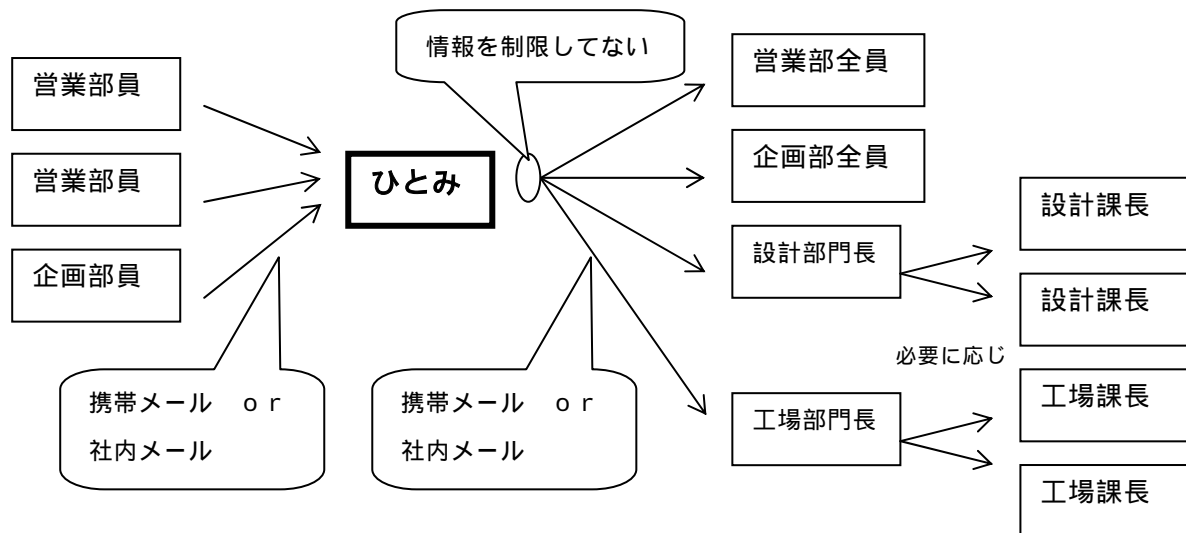 情報を制限してない
営業部員
営業部員
企画部員
ひとみ
携帯メール　ｏｒ
社内メール
携帯メール　ｏｒ
社内メール
営業部全員
企画部全員
設計部門長
工場部門長
必要に応じ
設計課長
設計課長
工場課長
工場課長